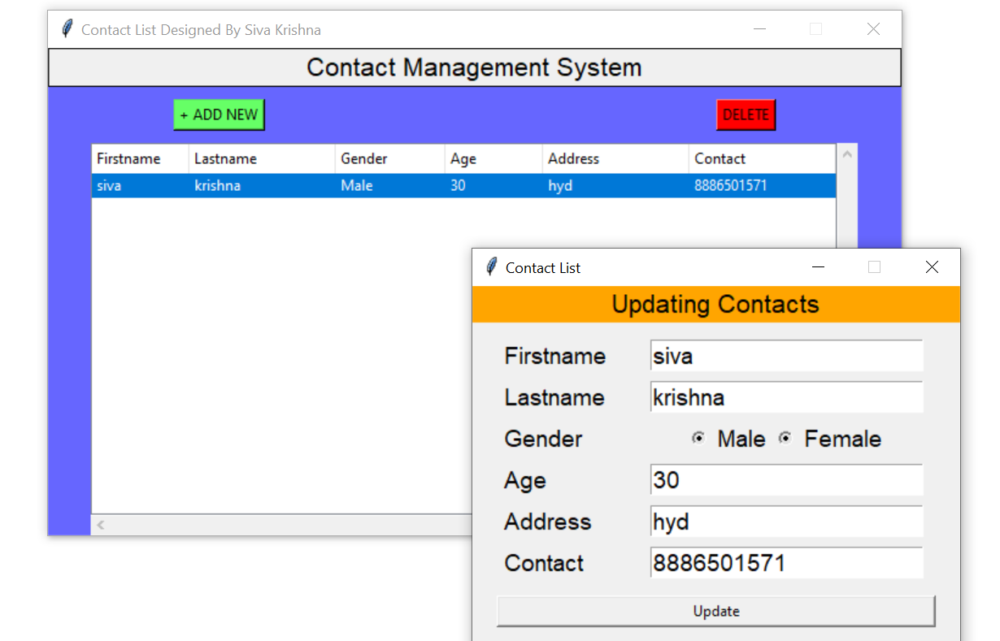 Contact List Designed By Siva Krishna
Contact Management System
+ ADD NEW DELETE
Firstname Lastname Gender Age Address Contact
siva krishna Male 30 hyd 8886501571
Contact List
Updating Contacts
Firstname siva
Lastname krishna
Gender Male Female
Age 30
Address hyd
Contact 8886501571
Update